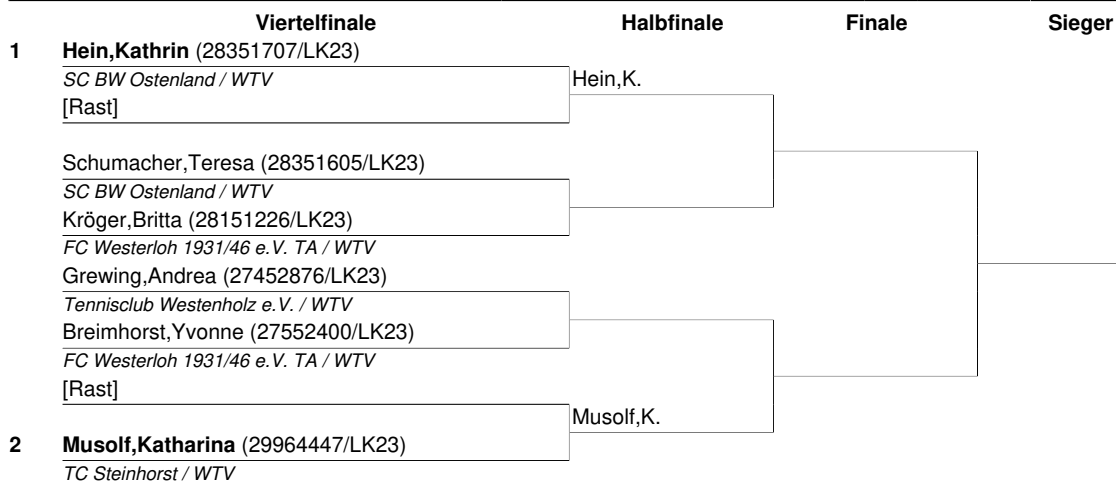 Viertelfinale Halbfinale Finale Sieger
1 Hein,Kathrin (28351707/LK23)
SC BW Ostenland / WTV
Hein,K.
[Rast]
Schumacher,Teresa (28351605/LK23)
SC BW Ostenland / WTV
Kröger,Britta (28151226/LK23)
FC Westerloh 1931/46 e.V. TA / WTV
Grewing,Andrea (27452876/LK23)
Tennisclub Westenholz e.V. / WTV
Breimhorst,Yvonne (27552400/LK23)
FC Westerloh 1931/46 e.V. TA / WTV
[Rast]
Musolf,K.
2 Musolf,Katharina (29964447/LK23)
TC Steinhorst / WTV